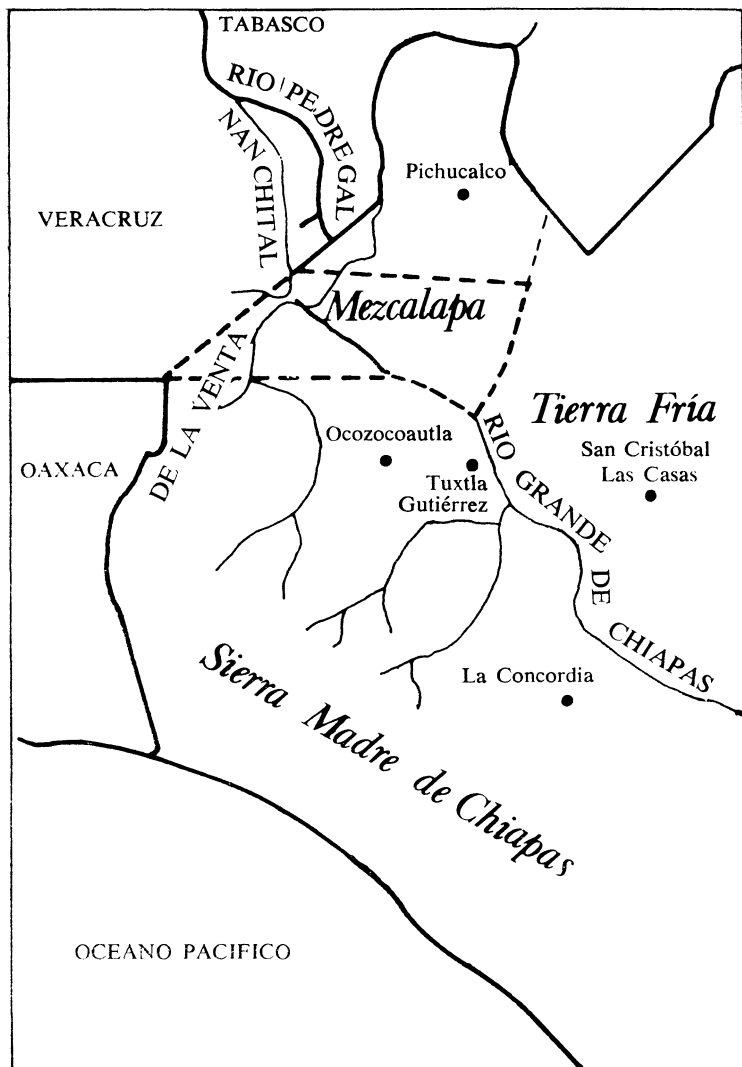 TABASCO
RIO PEDREGAL
NANCHITAL
Pichucalco
VERACRUZ
Mezcalapa
DE LA VENTA
Tierra Fría
Ocozocoautla
San Cristóbal
Las Casas
OAXACA
Tuxtla
Gutiérrez
RIO GRANDE DE CHIAPAS
La Concordia
Sierra Madre de Chiapas
OCEANO PACIFICO